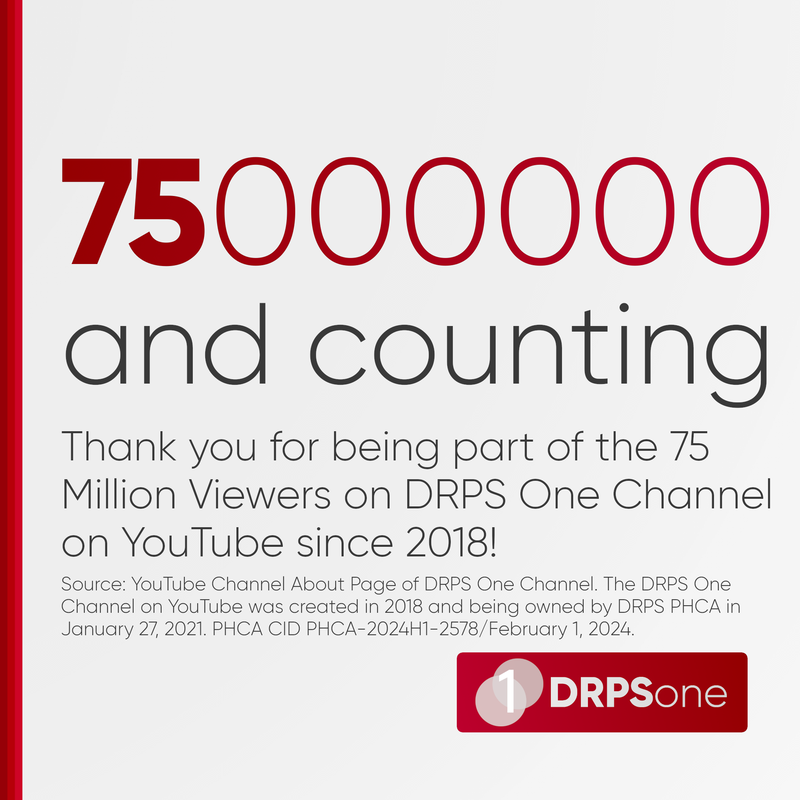 75000000
and counting
Thank you for being part of the 75
Million Viewers on DRPS One Channel
on YouTube since 2018!
Source: YouTube Channel About Page of DRPS One Channel. The DRPS One
Channel on YouTube was created in 2018 and being owned by DRPS PHCA in
January 27, 2021. PHCA CID PHCA-2024H1-2578/February 1, 2024.
1 DRPSone